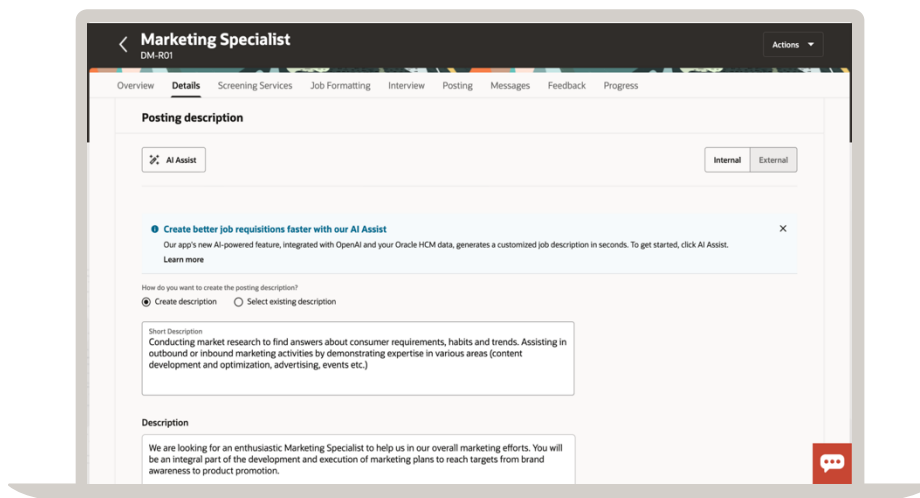 Marketing Specialist
DM-R01
Actions
Overview Details Screening Services Job Formatting Interview Posting Messages Feedback Progress
Posting description
AI Assist
Internal External
Create better job requisitions faster with our AI Assist
Our app's new AI-powered feature, integrated with OpenAI and your Oracle HCM data, generates a customized job description in seconds. To get started, click AI Assist.
Learn more
How do you want to create the posting description?
Create description Select existing description
Short Description
Conducting market research to find answers about consumer requirements, habits and trends. Assisting in
outbound or inbound marketing activities by demonstrating expertise in various areas (content
development and optimization, advertising, events etc.)
Description
We are looking for an enthusiastic Marketing Specialist to help us in our overall marketing efforts. You will
be an integral part of the development and execution of marketing plans to reach targets from brand
awareness to product promotion.